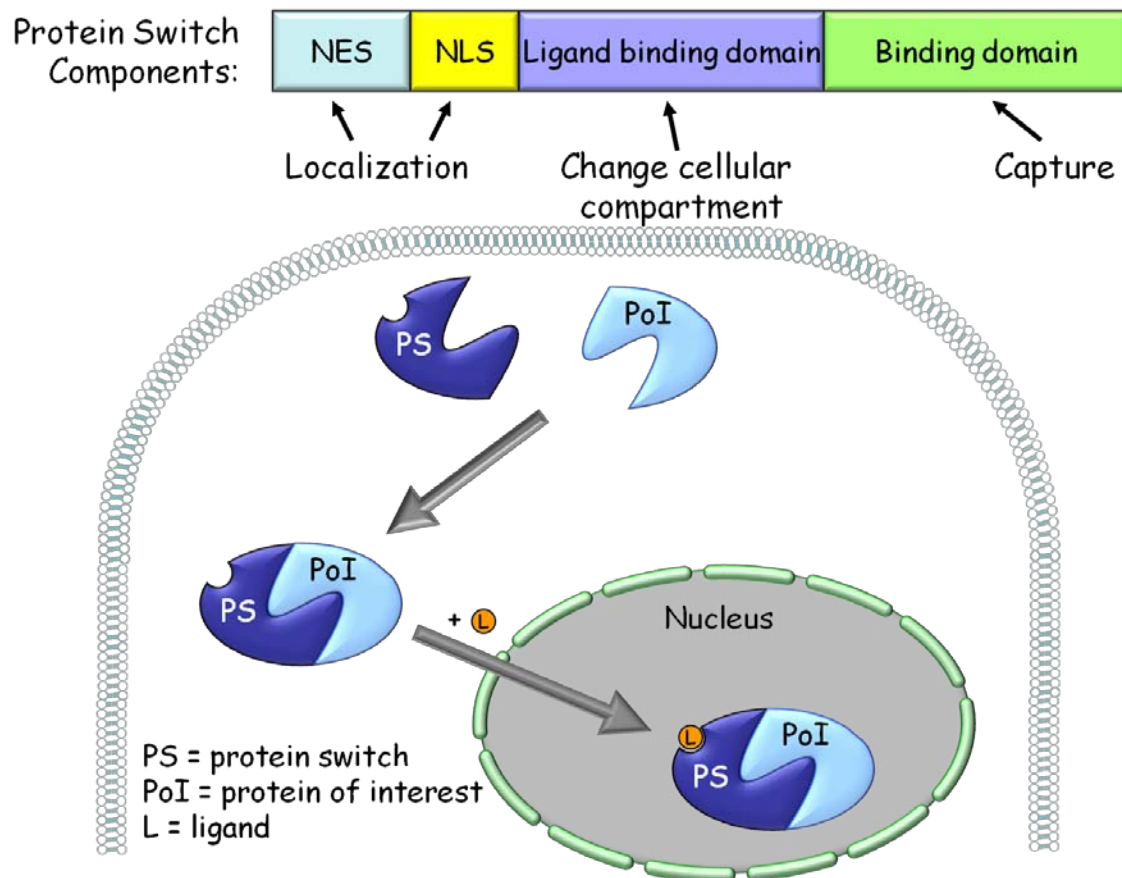 Protein Switch
Components:
NES NLS Ligand binding domain Binding domain
Localization
Change cellular
compartment
Capture
PS
PoI
PS
PoI
+ L
Nucleus
L
PS
PoI
PS = protein switch
PoI = protein of interest
L = ligand